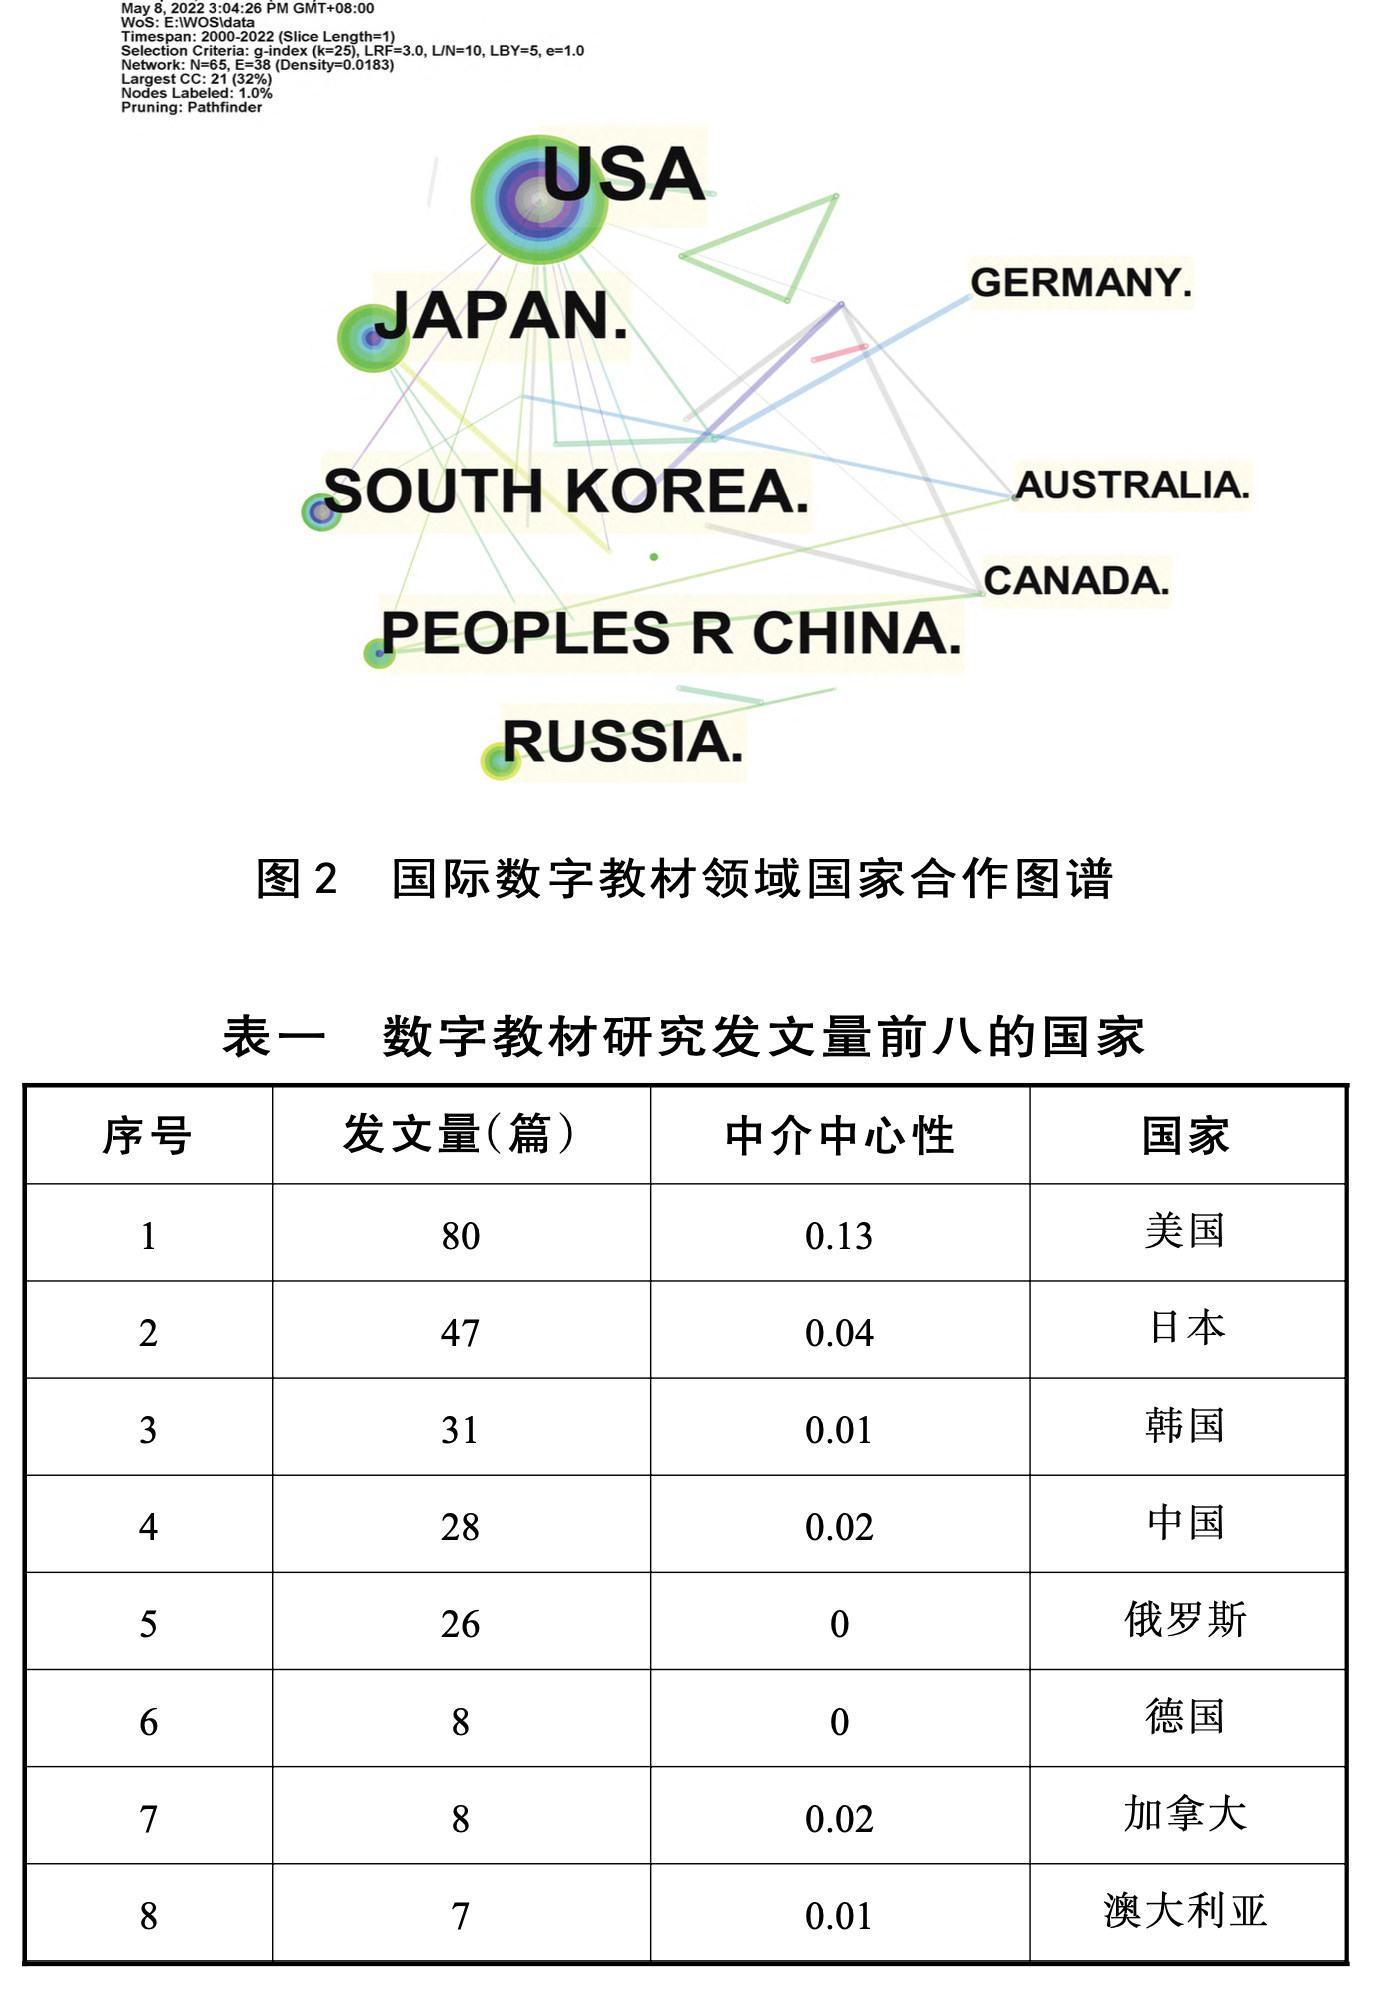 May 8, 2022 3:04:26 PM GMT+08:00
WoS: E:\WOS\data
Timespan: 2000-2022 (Slice Length=1)
Selection Criteria: g-index (k=25), LRF=3.0, L/N=10, LBY=5, e=1.0
Network: N=65, E=38 (Density=0.0183)
Largest CC: 21 (32%)
Nodes Labeled: 1.0%
Pruning: Pathfinder
USA
JAPAN.
GERMANY.
SOUTH KOREA.
AUSTRALIA.
CANADA.
PEOPLES R CHINA.
RUSSIA.
图2 国际数字教材领域国家合作图谱
表一 数字教材研究发文量前八的国家
序号 发文量(篇) 中介中心性 国家
1 80 0.13 美国
2 47 0.04 日本
3 31 0.01 韩国
4 28 0.02 中国
5 26 0 俄罗斯
6 8 0 德国
7 8 0.02 加拿大
8 7 0.01 澳大利亚